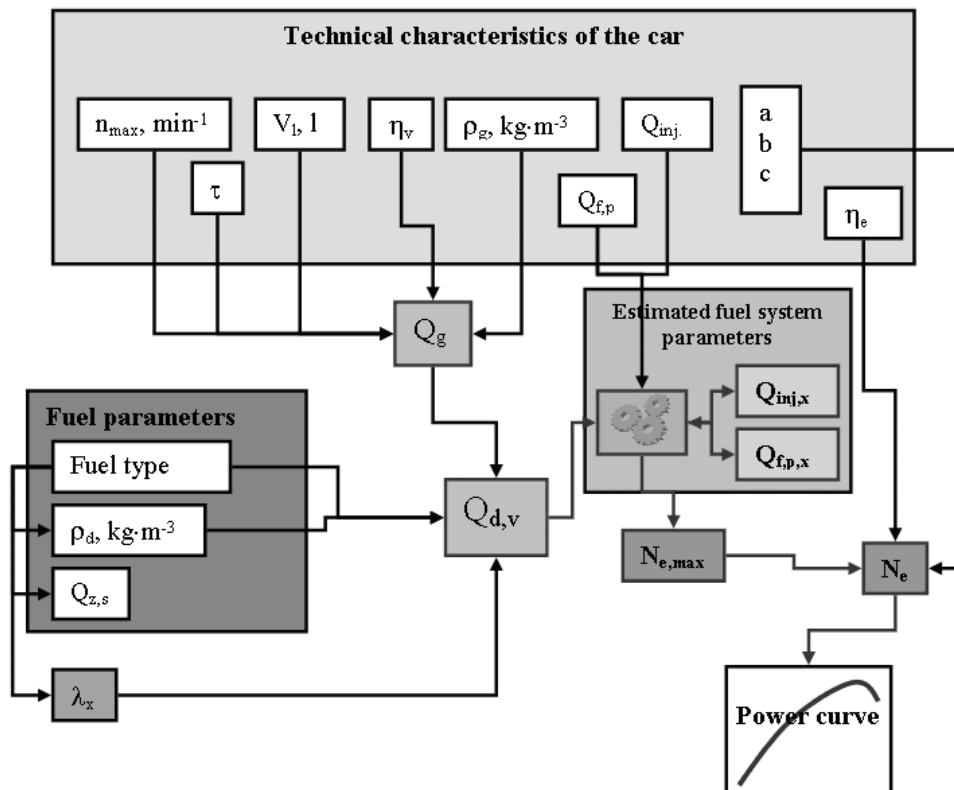 Technical characteristics of the car
n_max, min⁻¹
V_l, l
η_v
ρ_g, kg·m⁻³
Q_inj.
a
b
c
τ
Q_f,p
η_e
Q_g
Estimated fuel system
parameters
Q_inj,x
Q_f,p,x
Fuel parameters
Fuel type
ρ_d, kg·m⁻³
Q_z,s
Q_d,v
N_e,max
N_e
λ_x
Power curve